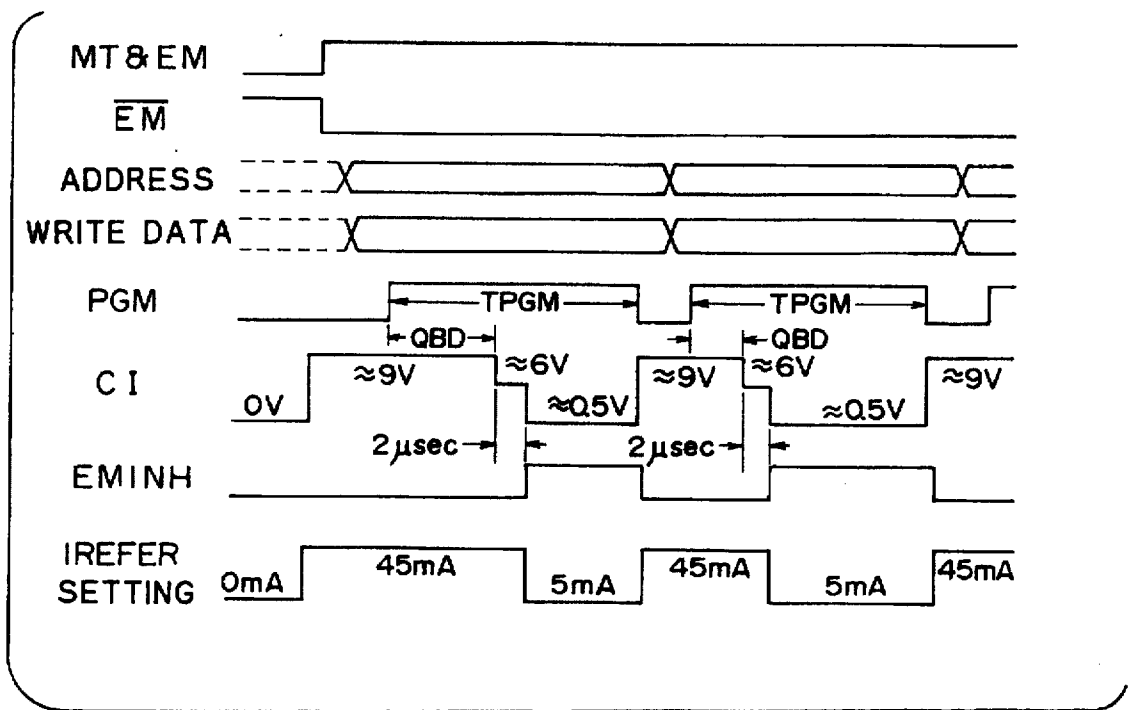 MT&EM
EM
ADDRESS
WRITE DATA
PGM
TPGM TPGM
QBD QBD
CI
≈9V ≈6V ≈9V ≈6V ≈9V
0V ≈0.5V ≈0.5V
2μsec 2μsec
EMINH
IREFER
SETTING
0mA 45mA 5mA 45mA 5mA 45mA